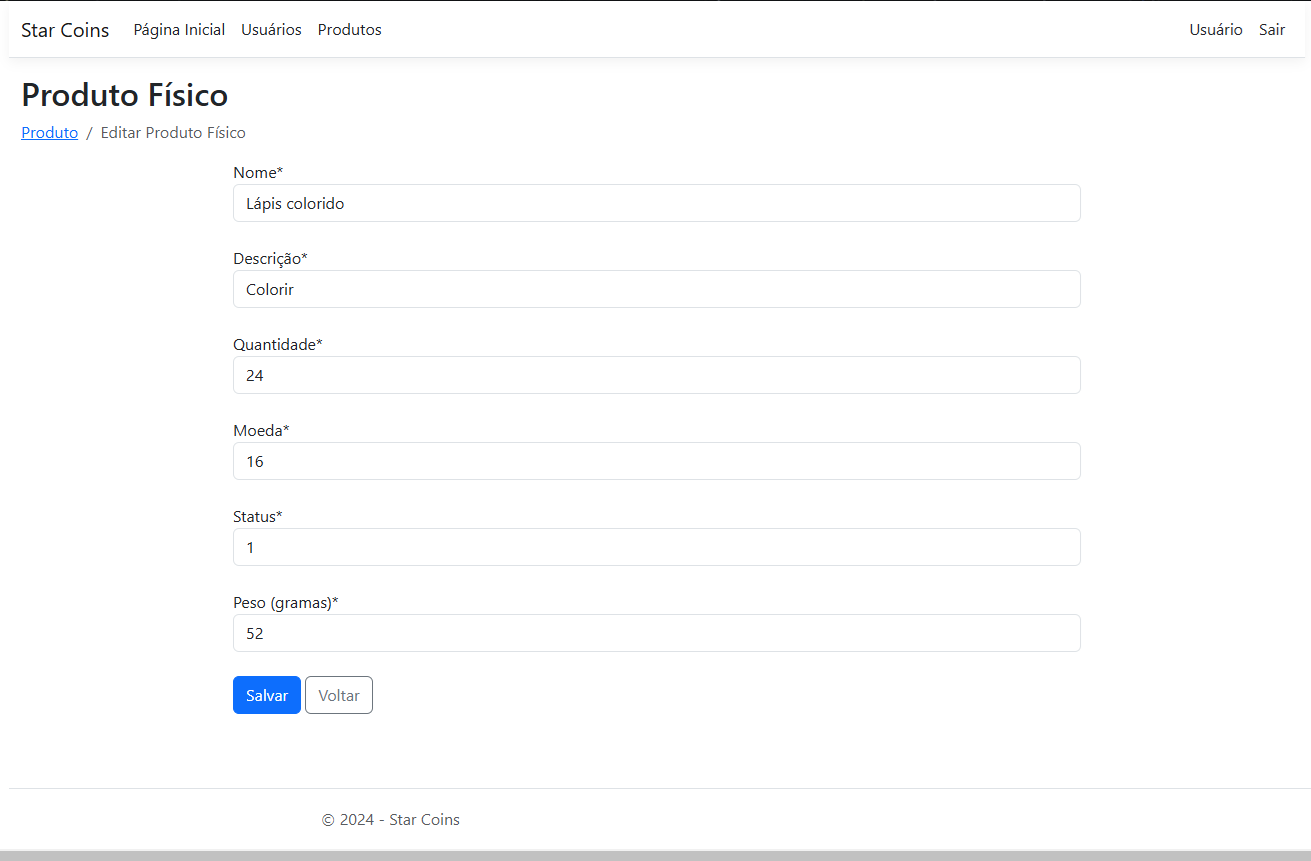 Star Coins Página Inicial Usuários Produtos Usuário Sair
Produto Físico
Produto / Editar Produto Físico
Nome*
Lápis colorido
Descrição*
Colorir
Quantidade*
24
Moeda*
16
Status*
1
Peso (gramas)*
52
Salvar Voltar
© 2024 - Star Coins